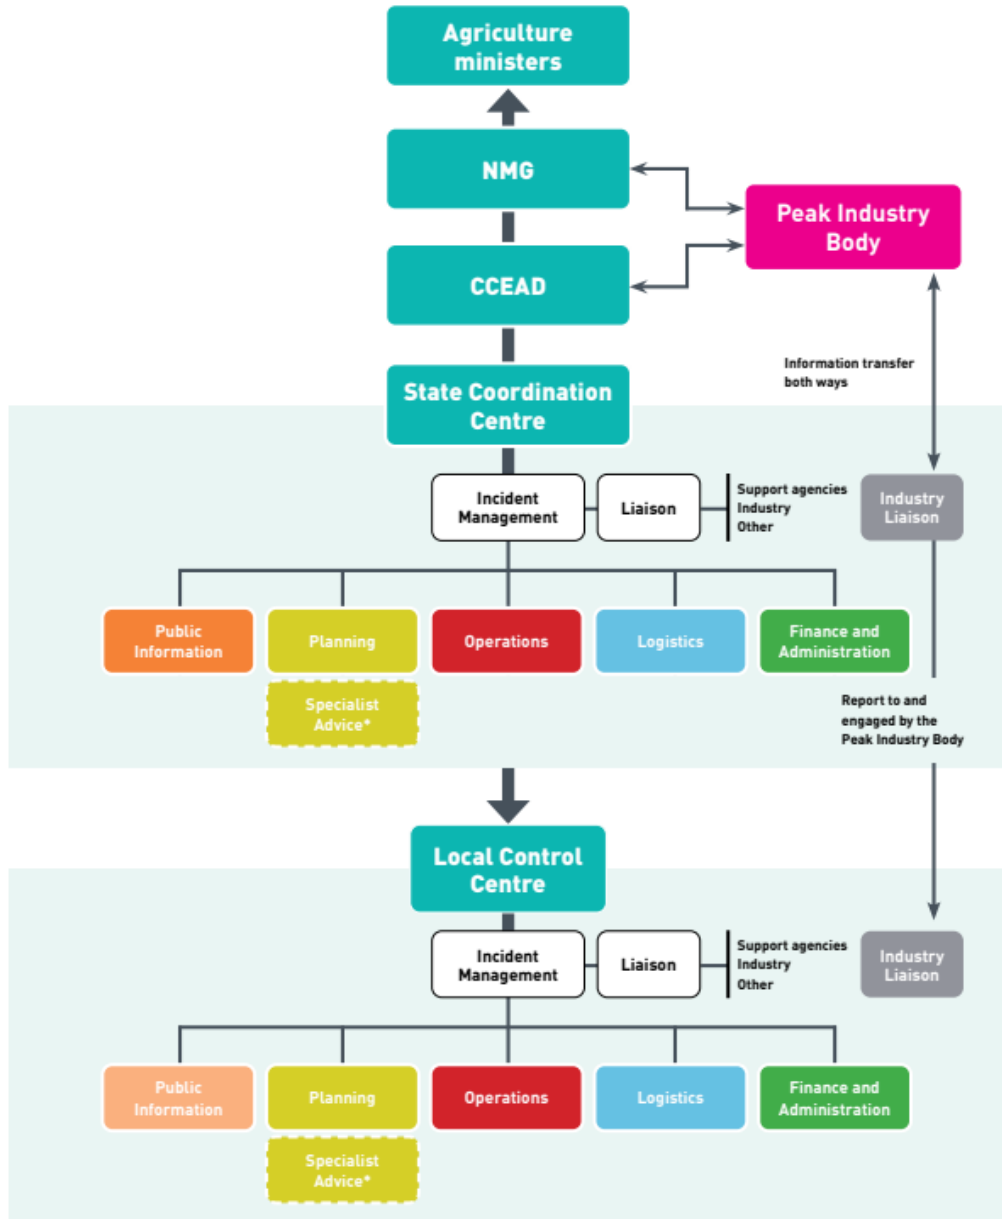 Agriculture
ministers
NMG
Peak Industry
Body
CCEAD
Information transfer
both ways
State Coordination
Centre
Incident
Management
Liaison
Support agencies
Industry
Other
Industry
Liaison
Public
Information
Planning
Operations
Logistics
Finance and
Administration
Specialist
Advice*
Report to and
engaged by the
Peak Industry Body
Local Control
Centre
Incident
Management
Liaison
Support agencies
Industry
Other
Industry
Liaison
Public
Information
Planning
Operations
Logistics
Finance and
Administration
Specialist
Advice*